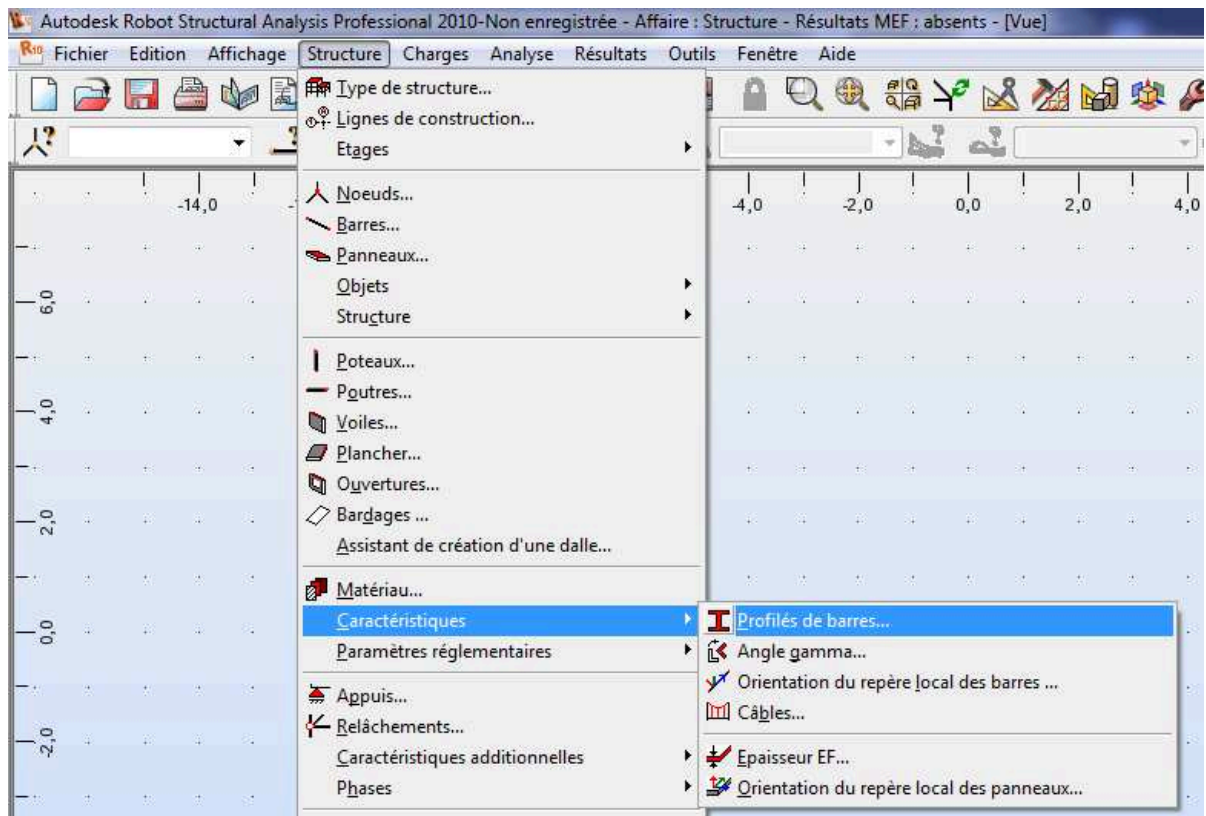 Autodesk Robot Structural Analysis Professional 2010-Non enregistrée - Affaire : Structure - Résultats MEF : absents - [Vue]
R10 Fichier Edition Affichage Structure Charges Analyse Résultats Outils Fenêtre Aide
Type de structure...
Lignes de construction...
Etages
-14,0 -4,0 -2,0 0,0 2,0 4,0
Noeuds...
Barres...
Panneaux...
Objets
6,0
Structure
Poteaux...
Poutres...
4,0
Voiles...
Plancher...
Ouvertures...
Bardages ...
2,0
Assistant de création d'une dalle...
Matériau...
Caractéristiques
Profilés de barres...
0,0
Paramètres réglementaires
Angle gamma...
Orientation du repère local des barres ...
Appuis...
Câbles...
Relâchements...
-2,0
Caractéristiques additionnelles
Epaisseur EF...
Phases
Orientation du repère local des panneaux...